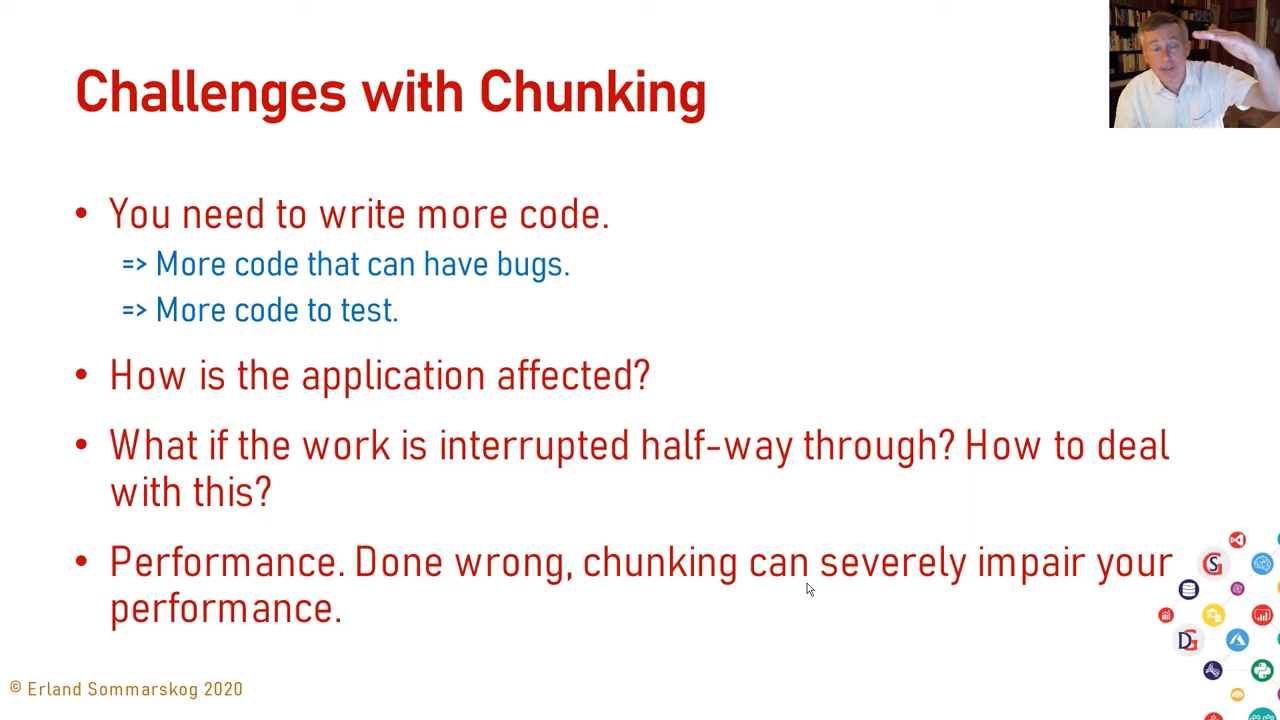 Challenges with Chunking
• You need to write more code.
=> More code that can have bugs.
=> More code to test.
• How is the application affected?
• What if the work is interrupted half-way through? How to deal
with this?
• Performance. Done wrong, chunking can severely impair your
performance.
© Erland Sommarskog 2020